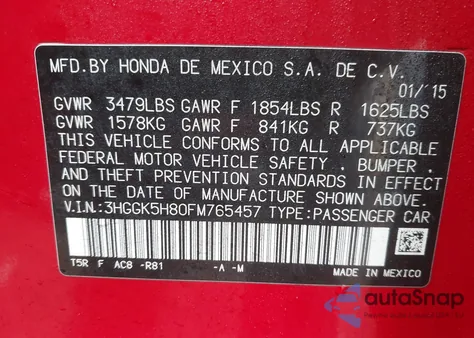 MFD.BY HONDA DE MEXICO S.A. DE C.V.
01/'15
GVWR 3479LBS GAWR F 1854LBS R 1625LBS
GVWR 1578KG GAWR F 841KG R 737KG
THIS VEHICLE CONFORMS TO ALL APPLICABLE
FEDERAL MOTOR VEHICLE SAFETY . BUMPER .
AND THEFT PREVENTION STANDARDS IN EFFECT
ON THE DATE OF MANUFACTURE SHOWN ABOVE.
V.I.N.:3HGGK5H80FM765457 TYPE:PASSENGER CAR
T5R F AC8 -R81 -A -M
MADE IN MEXICO
autoSnap